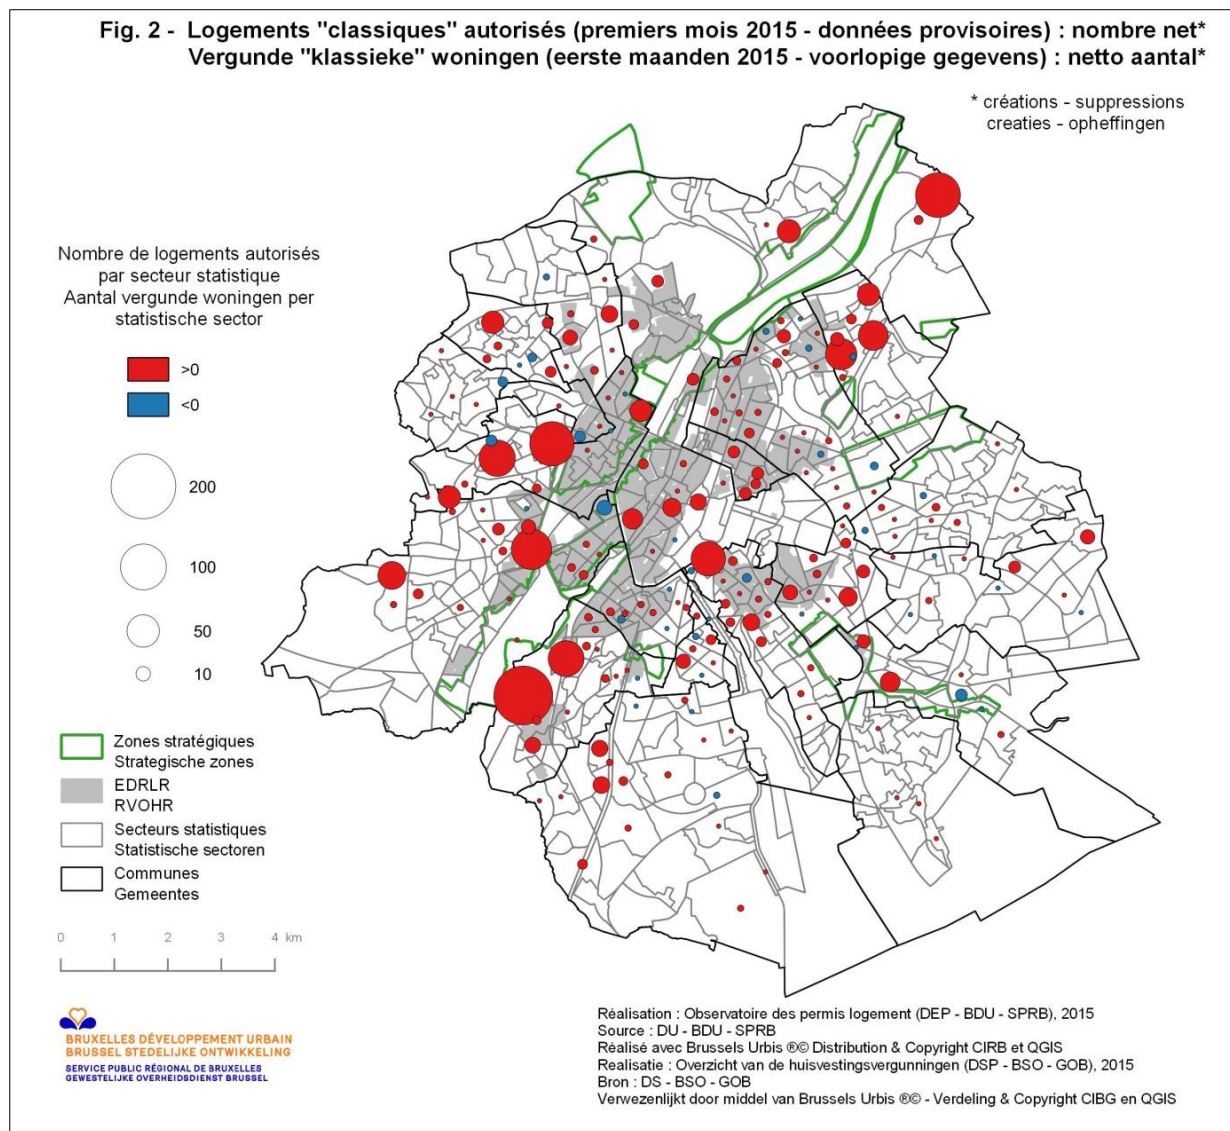 Fig. 2 - Logements "classiques" autorisés (premiers mois 2015 - données provisoires) : nombre net*
Vergunde "klassieke" woningen (eerste maanden 2015 - voorlopige gegevens) : netto aantal*
* créations - suppressions
creaties - opheffingen
Nombre de logements autorisés
par secteur statistique
Aantal vergunde woningen per
statistische sector
>0
<0
200
100
50
10
Zones stratégiques
Strategische zones
EDRLR
RVOHR
Secteurs statistiques
Statistische sectoren
Communes
Gemeentes
0 1 2 3 4 km
BRUXELLES DÉVELOPPEMENT URBAIN
BRUSSEL STEDELIJKE ONTWIKKELING
SERVICE PUBLIC RÉGIONAL DE BRUXELLES
GEWESTELIJKE OVERHEIDSDIENST BRUSSEL
Réalisation : Observatoire des permis logement (DEP - BDU - SPRB), 2015
Source : DU - BDU - SPRB
Réalisé avec Brussels Urbis ®© Distribution & Copyright CIRB et QGIS
Realisatie : Overzicht van de huisvestingsvergunningen (DSP - BSO - GOB), 2015
Bron : DS - BSO - GOB
Verwezenlijkt door middel van Brussels Urbis ®© - Verdeling & Copyright CIBG en QGIS